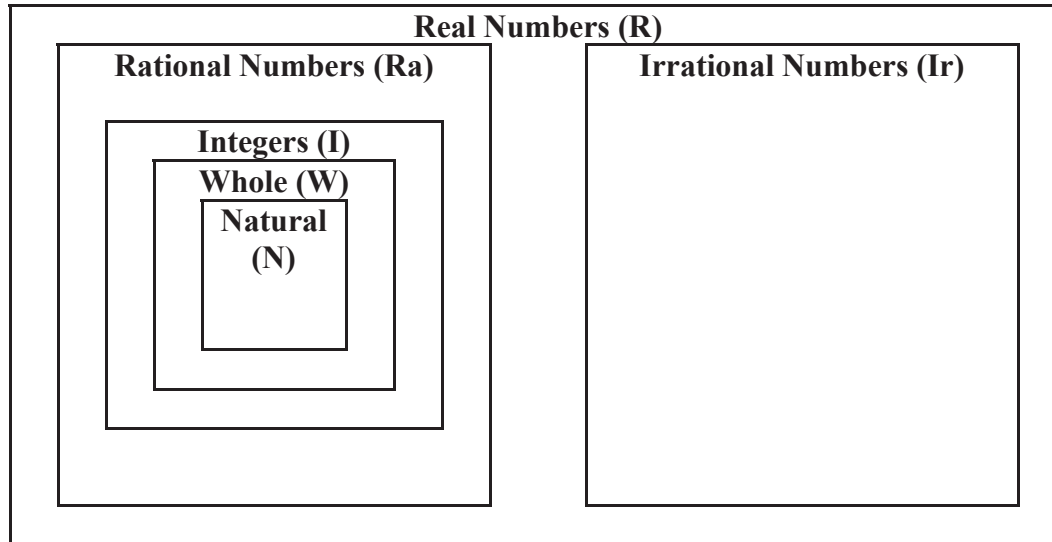 Real Numbers (R)
Rational Numbers (Ra)
Irrational Numbers (Ir)
Integers (I)
Whole (W)
Natural
(N)